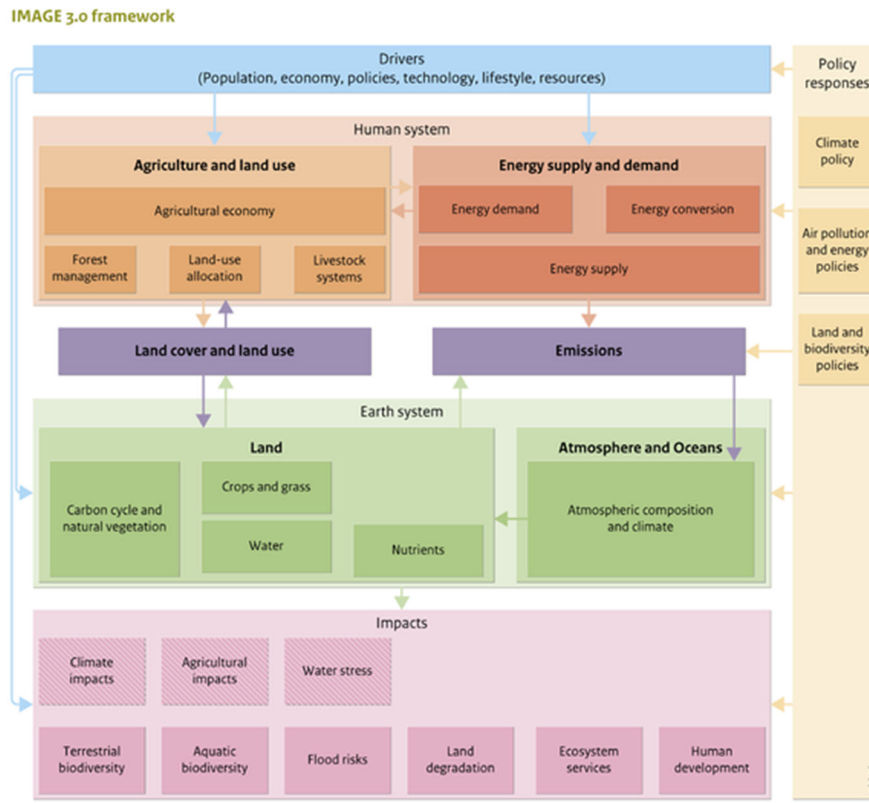 IMAGE 3.0 framework
Drivers
(Population, economy, policies, technology, lifestyle, resources)
Policy
responses
Human system
Agriculture and land use
Energy supply and demand
Climate
policy
Agricultural economy
Energy demand
Energy conversion
Air pollution
and energy
policies
Forest
management
Land-use
allocation
Livestock
systems
Energy supply
Land cover and land use
Emissions
Land and
biodiversity
policies
Earth system
Land
Atmosphere and Oceans
Carbon cycle and
natural vegetation
Crops and grass
Water
Nutrients
Atmospheric composition
and climate
Impacts
Climate
impacts
Agricultural
impacts
Water stress
Terrestrial
biodiversity
Aquatic
biodiversity
Flood risks
Land
degradation
Ecosystem
services
Human
development